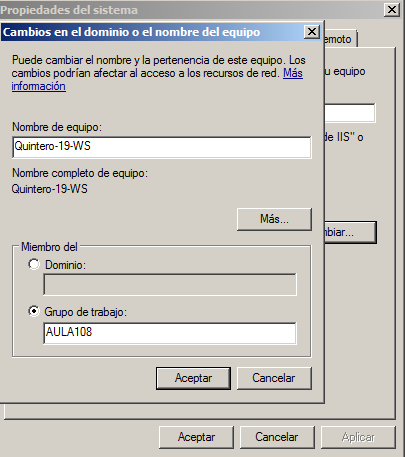 Propiedades del sistema
Cambios en el dominio o el nombre del equipo
Puede cambiar el nombre y la pertenencia de este equipo. Los
cambios podrían afectar al acceso a los recursos de red. Más
información
Nombre de equipo:
Quintero-19-WS
Nombre completo de equipo:
Quintero-19-WS
Más...
Miembro del
Dominio:
Grupo de trabajo:
AULA108
Aceptar
Cancelar
emoto
u equipo
de IIS" o
mbiar...
Aceptar
Cancelar
Aplicar